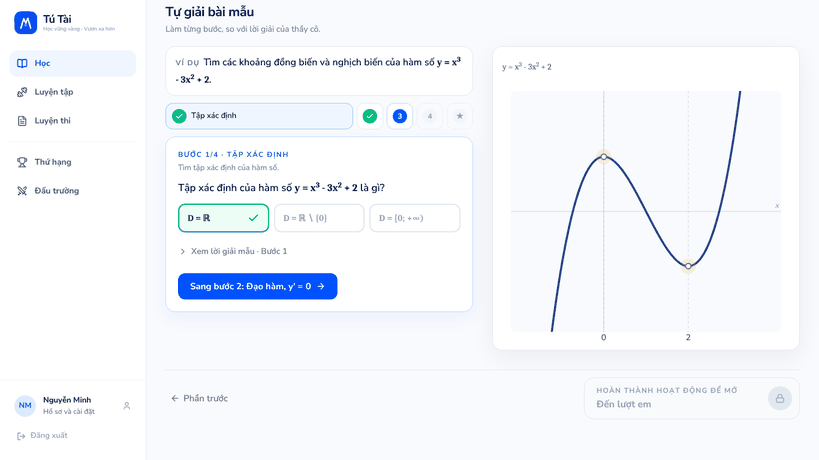 Tú Tài
Học vững vàng · Vươn xa hơn
Học
Luyện tập
Luyện thi
Thứ hạng
Đấu trường
NM
Nguyễn Minh
Hồ sơ và cài đặt
Đăng xuất
Tự giải bài mẫu
Làm từng bước, so với lời giải của thầy cô.
VÍ DỤ Tìm các khoảng đồng biến và nghịch biến của hàm số y = x³
- 3x² + 2.
Tập xác định
3
4
BƯỚC 1/4 · TẬP XÁC ĐỊNH
Tìm tập xác định của hàm số.
Tập xác định của hàm số y = x³ - 3x² + 2 là gì?
D = ℝ
D = ℝ \ {0}
D = [0; +∞)
Xem lời giải mẫu · Bước 1
Sang bước 2: Đạo hàm, y' = 0 →
y = x³ - 3x² + 2
x
0
2
← Phần trước
HOÀN THÀNH HOẠT ĐỘNG ĐỂ MỞ
Đến lượt em